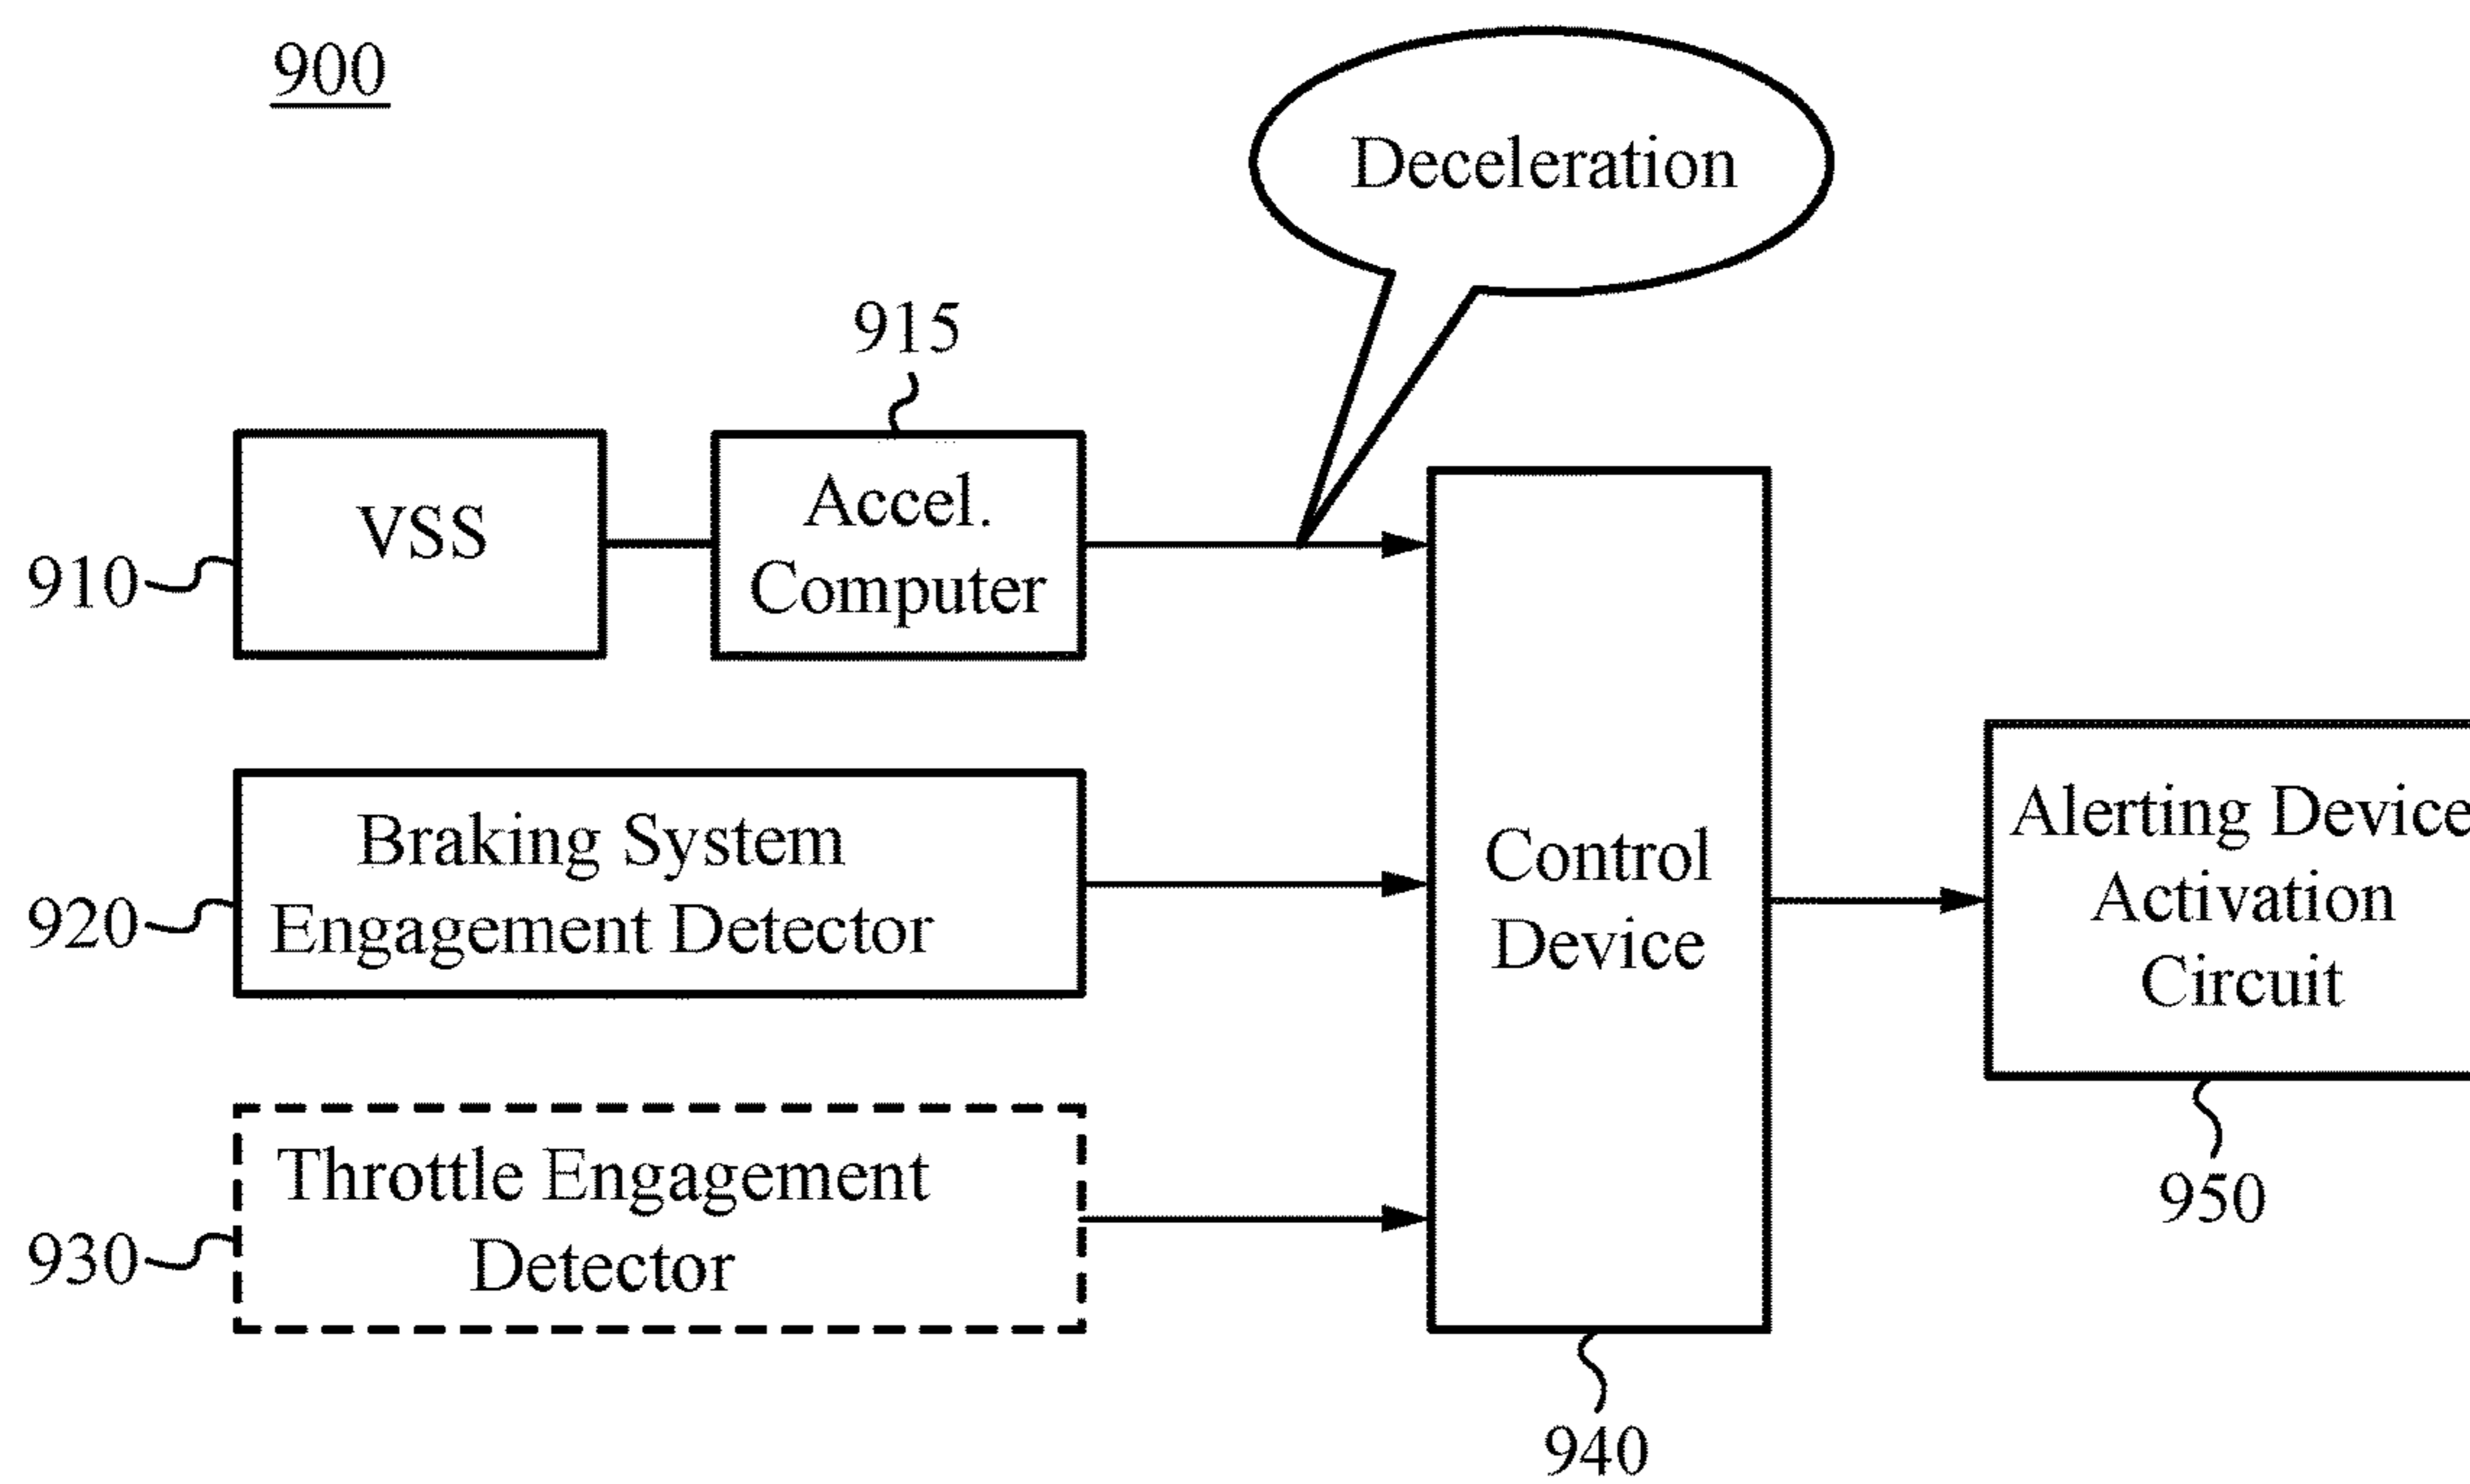 900
Deceleration
915
VSS
Accel.
Computer
910
Braking System
Engagement Detector
920
Control
Device
Alerting Device
Activation
Circuit
Throttle Engagement
Detector
930
950
940